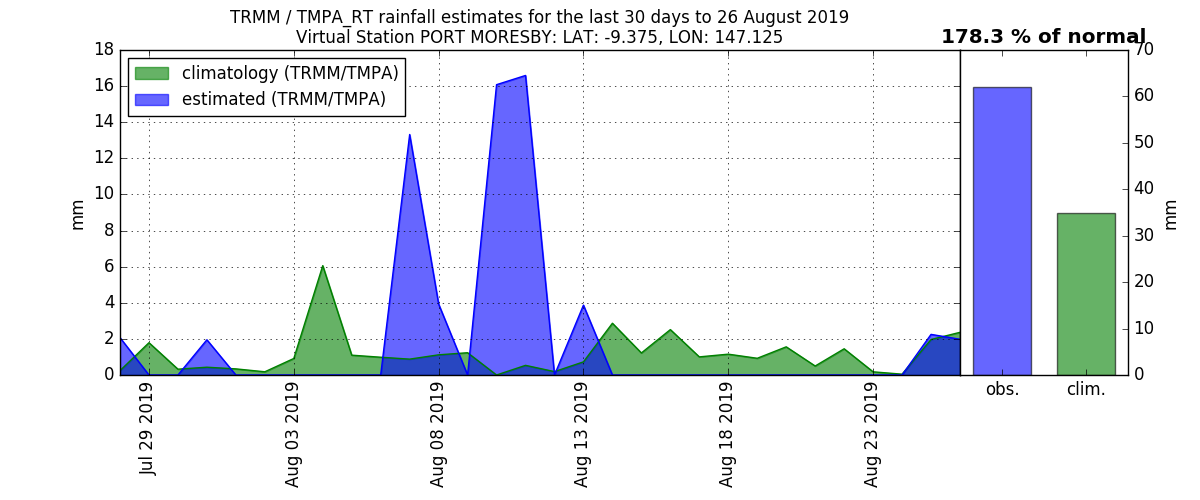 TRMM / TMPA_RT rainfall estimates for the last 30 days to 26 August 2019
Virtual Station PORT MORESBY: LAT: -9.375, LON: 147.125
178.3 % of normal
climatology (TRMM/TMPA)
estimated (TRMM/TMPA)
18
16
14
12
10
8
6
4
2
0
mm
Jul 29 2019
Aug 03 2019
Aug 08 2019
Aug 13 2019
Aug 18 2019
Aug 23 2019
obs.
clim.
70
60
50
40
30
20
10
0
mm